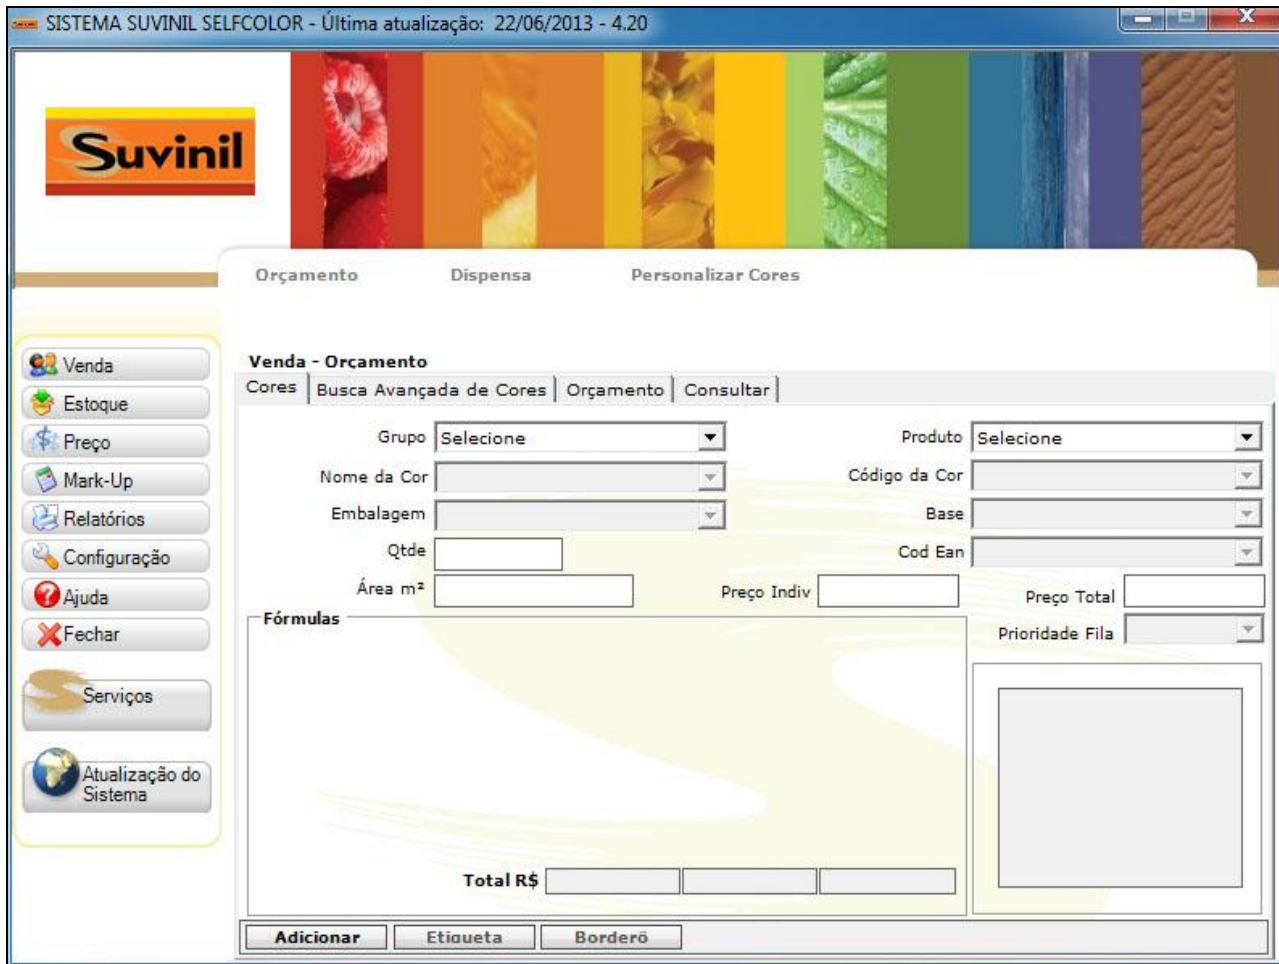 SISTEMA SUVINIL SELFCOLOR - Última atualização: 22/06/2013 - 4.20
Suvinil
Orçamento Dispensa Personalizar Cores
Venda
Estoque
Preço
Mark-Up
Relatórios
Configuração
Ajuda
Fechar
Serviços
Atualização do
Sistema
Venda - Orçamento
Cores Busca Avançada de Cores Orçamento Consultar
Grupo Selecione Produto Selecione
Nome da Cor Código da Cor
Embalagem Base
Qtde Cod Ean
Área m² Preço Indiv Preço Total
Fórmulas Prioridade Fila
Total R$
Adicionar Etiqueta Borderô